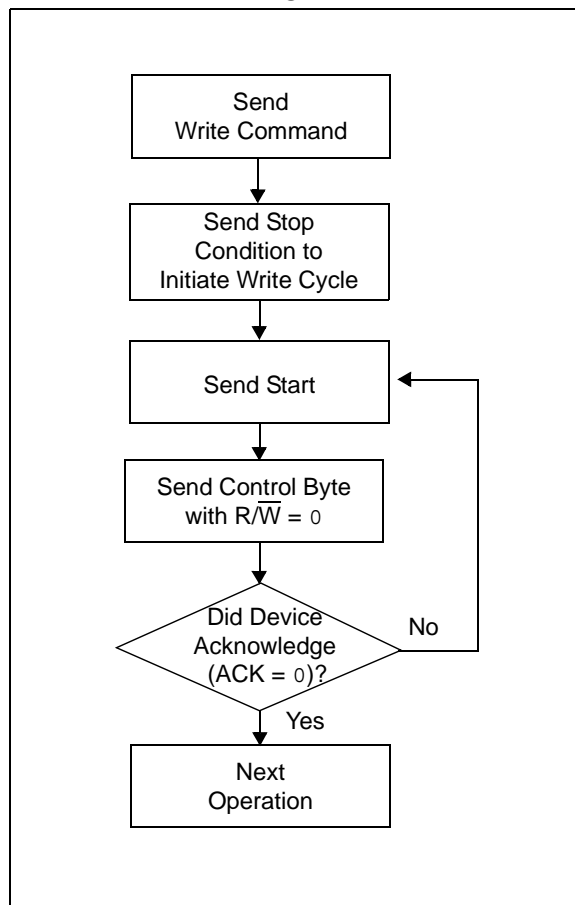 Send
Write Command
Send Stop
Condition to
Initiate Write Cycle
Send Start
Send Control Byte
with R/W̅ = 0
Did Device
Acknowledge
(ACK = 0)?
No
Yes
Next
Operation